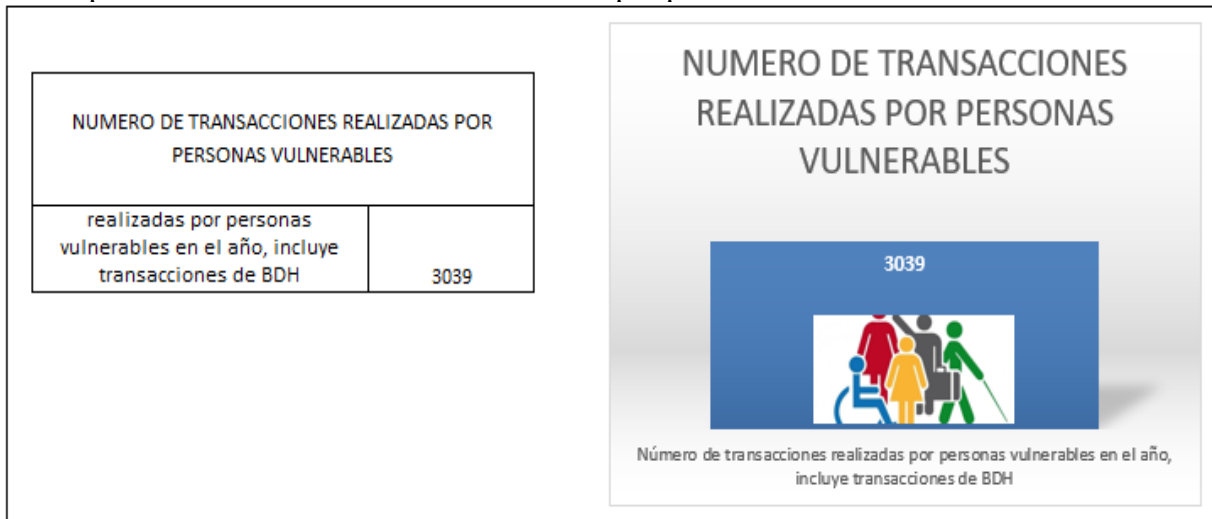 NUMERO DE TRANSACCIONES REALIZADAS POR
PERSONAS VULNERABLES
realizadas por personas
vulnerables en el año, incluye
transacciones de BDH
3039
NUMERO DE TRANSACCIONES
REALIZADAS POR PERSONAS
VULNERABLES
3039
Número de transacciones realizadas por personas vulnerables en el año,
incluye transacciones de BDH